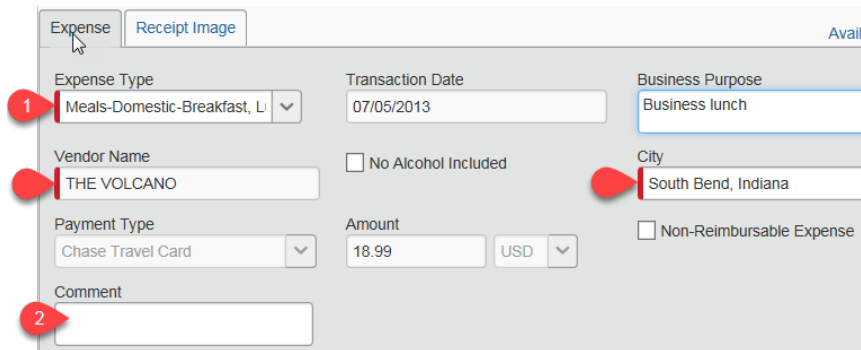 Expense Receipt Image Avail
Expense Type Transaction Date Business Purpose
1 Meals-Domestic-Breakfast, Lu 07/05/2013 Business lunch
Vendor Name No Alcohol Included City
THE VOLCANO South Bend, Indiana
Payment Type Amount Non-Reimbursable Expense
Chase Travel Card 18.99 USD
Comment
2